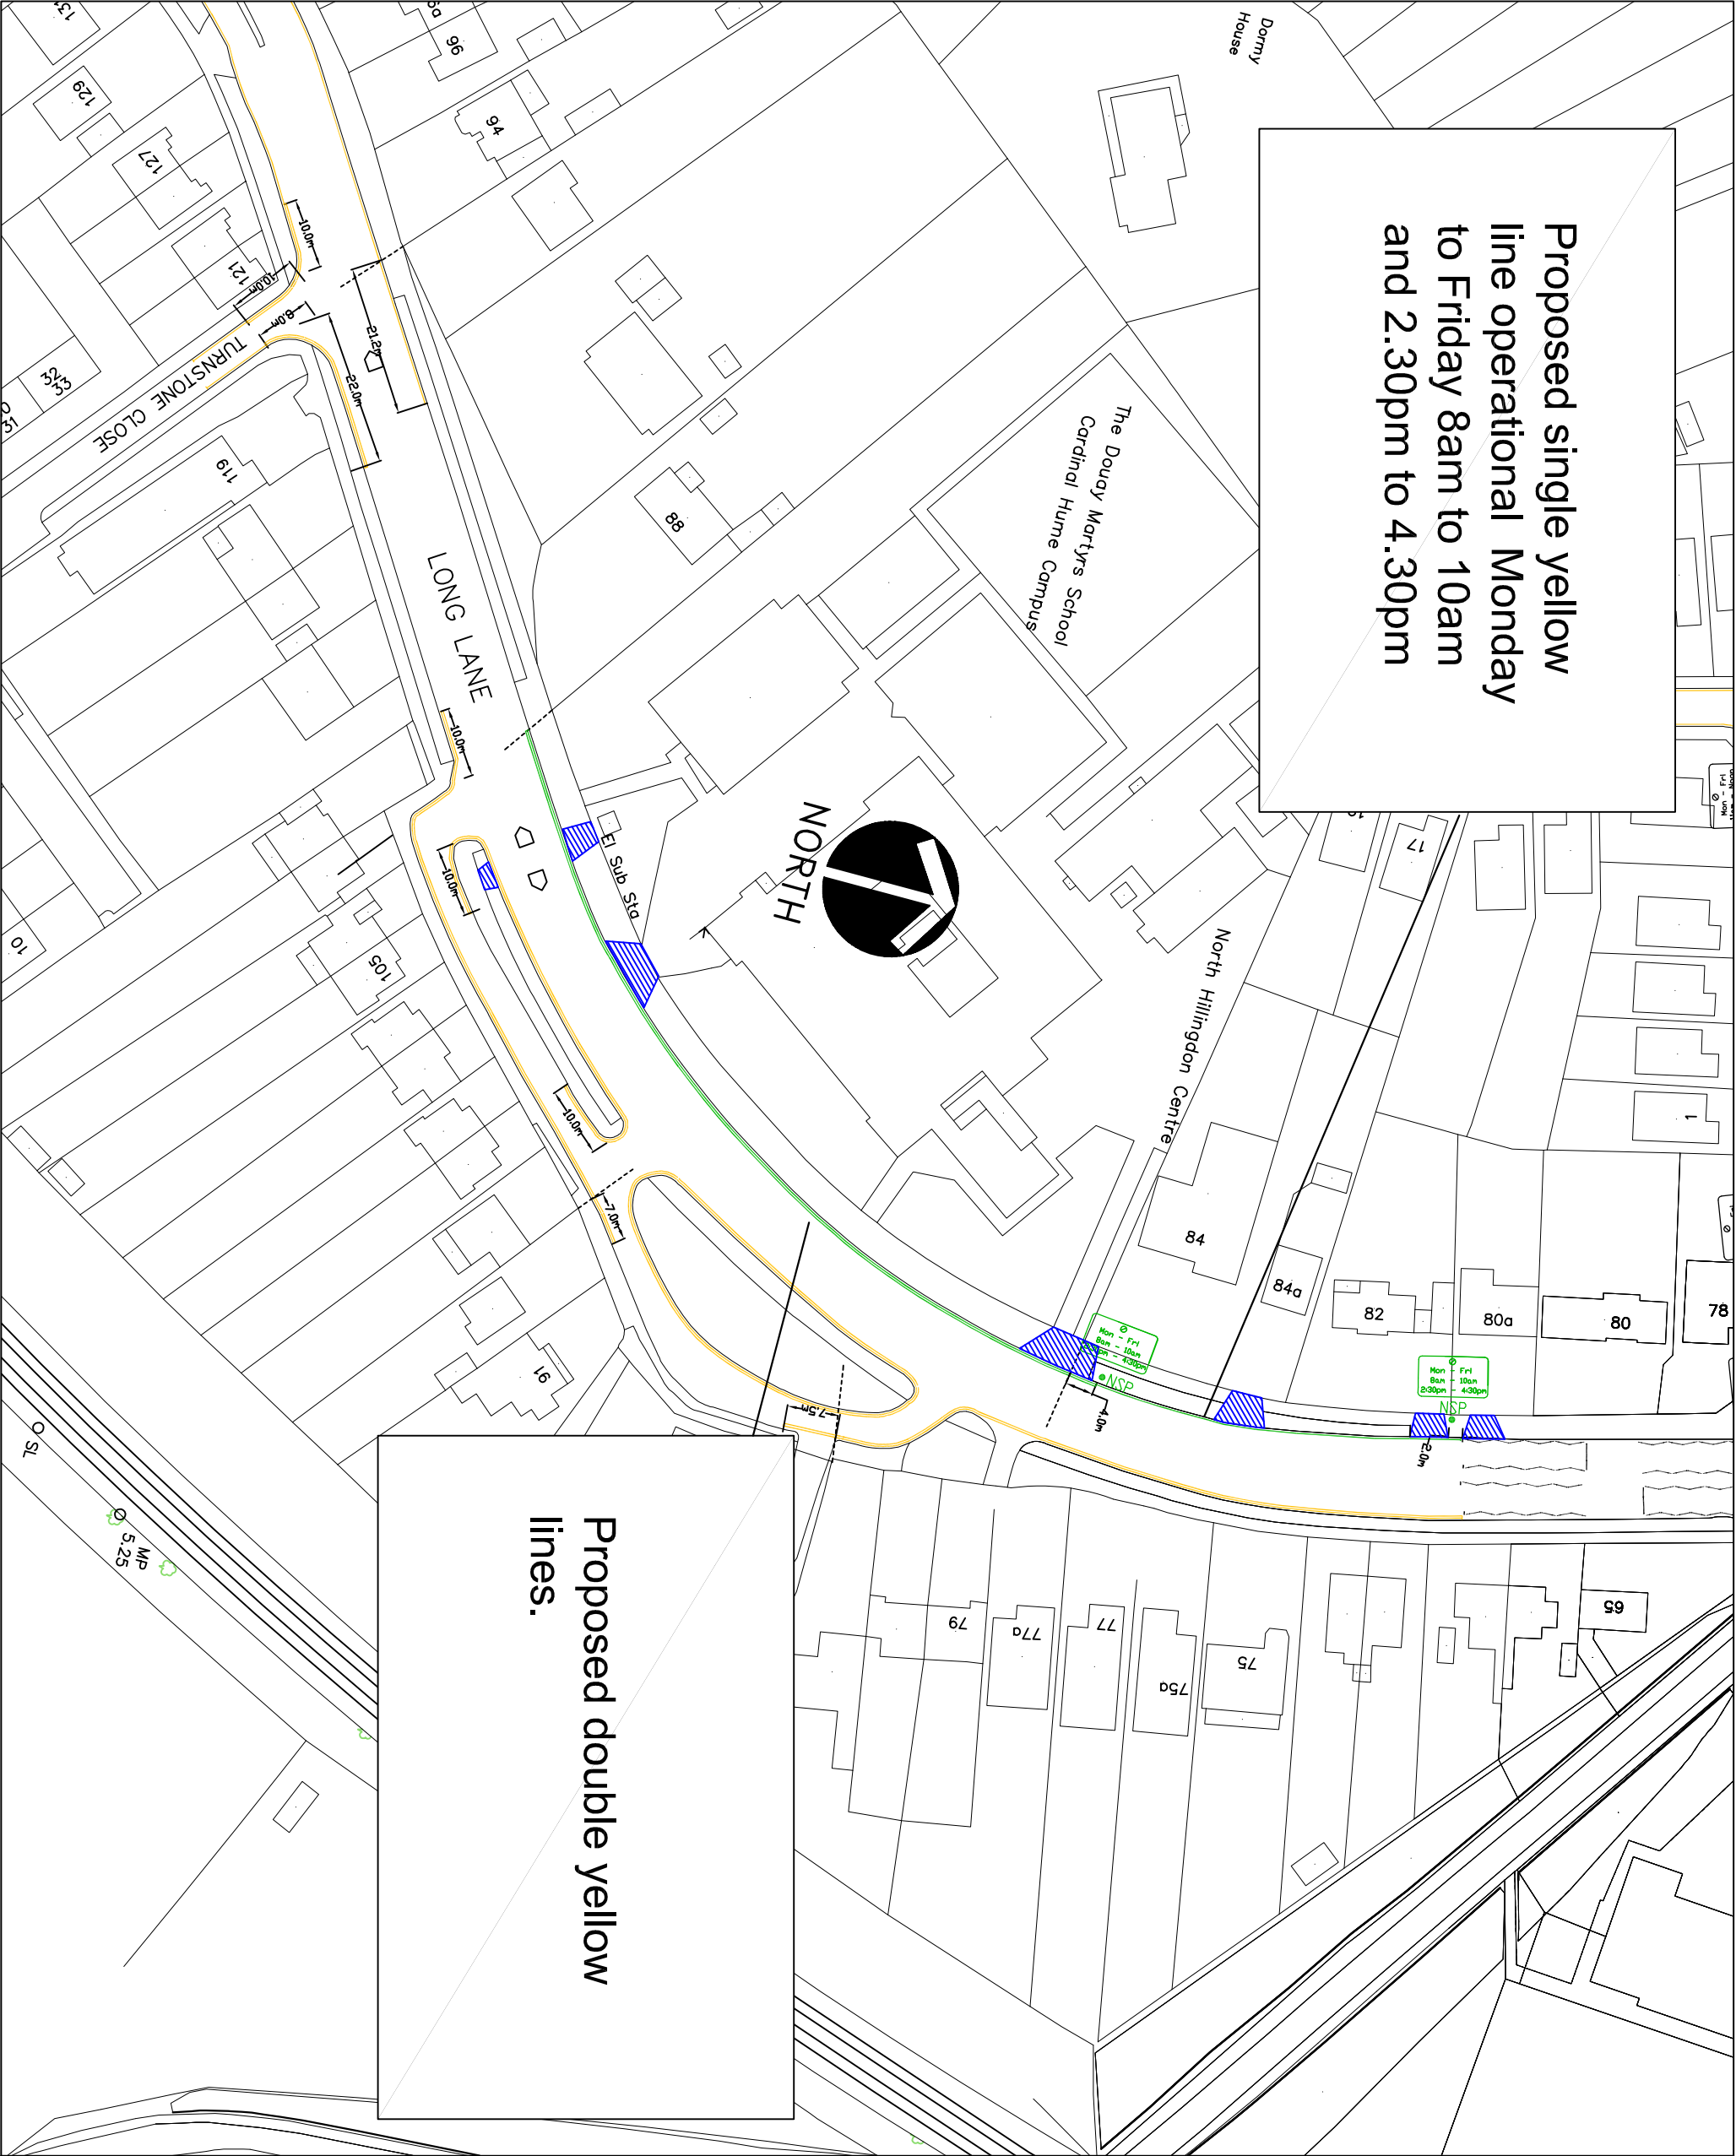 Proposed single yellow
line operational Monday
to Friday 8am to 10am
and 2.30pm to 4.30pm
Proposed double yellow
lines.
Dormy
House
The Douay Martyrs School
Cardinal Hume Campus
North Hillingdon Centre
NORTH
El Sub Sta
LONG LANE
TURNSTONE CLOSE
131
129
127
121
119
96
94
88
32
33
31
10
105
91
84
84a
82
80a
80
78
17
1
79
77a
77
75a
75
65
10.0m
10.0m
8.0m
22.0m
21.2m
10.0m
10.0m
10.0m
7.0m
7.5m
4.0m
2.0m
Mon - Fri
8am - 10am
2:30pm - 4:30pm
NSP
Mon - Fri
8am - 10am
NSP
Mon - Fri
SL
MP
5.25